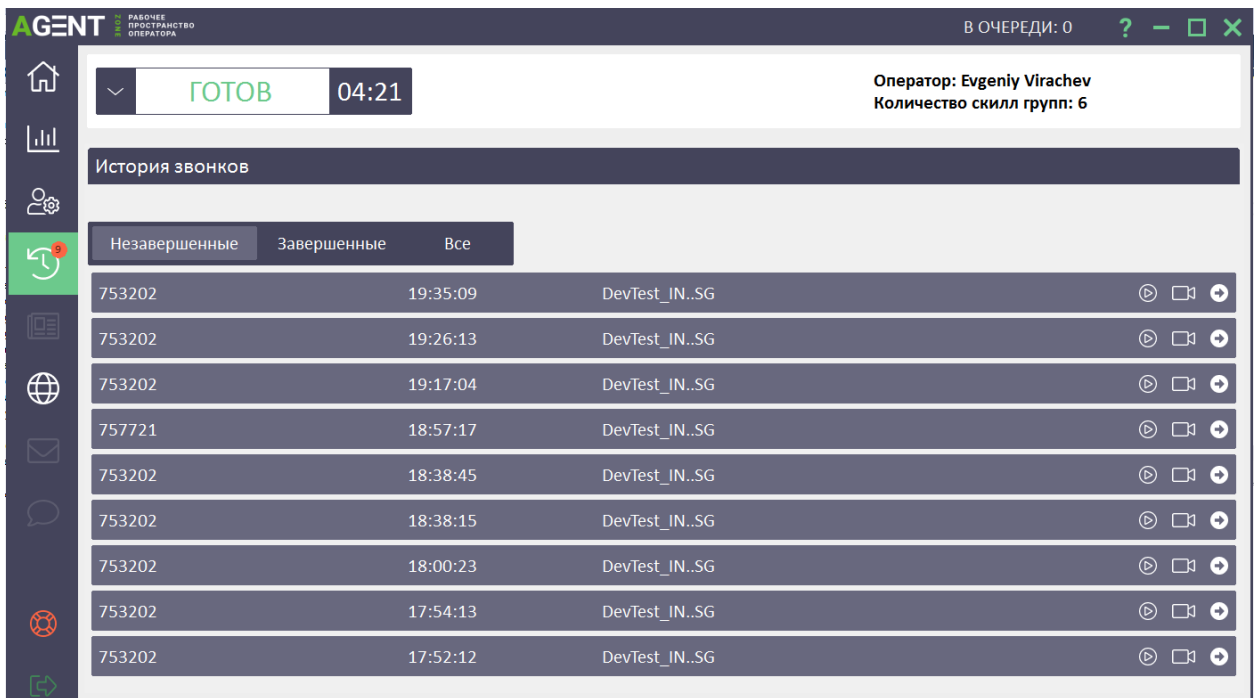 AGENT ZONE РАБОЧЕЕ ПРОСТРАНСТВО ОПЕРАТОРА
В ОЧЕРЕДИ: 0 ?
ГОТОВ 04:21
Оператор: Evgeniy Virachev
Количество скилл групп: 6
История звонков
9
Незавершенные Завершенные Все
753202 19:35:09 DevTest_IN..SG
753202 19:26:13 DevTest_IN..SG
753202 19:17:04 DevTest_IN..SG
757721 18:57:17 DevTest_IN..SG
753202 18:38:45 DevTest_IN..SG
753202 18:38:15 DevTest_IN..SG
753202 18:00:23 DevTest_IN..SG
753202 17:54:13 DevTest_IN..SG
753202 17:52:12 DevTest_IN..SG